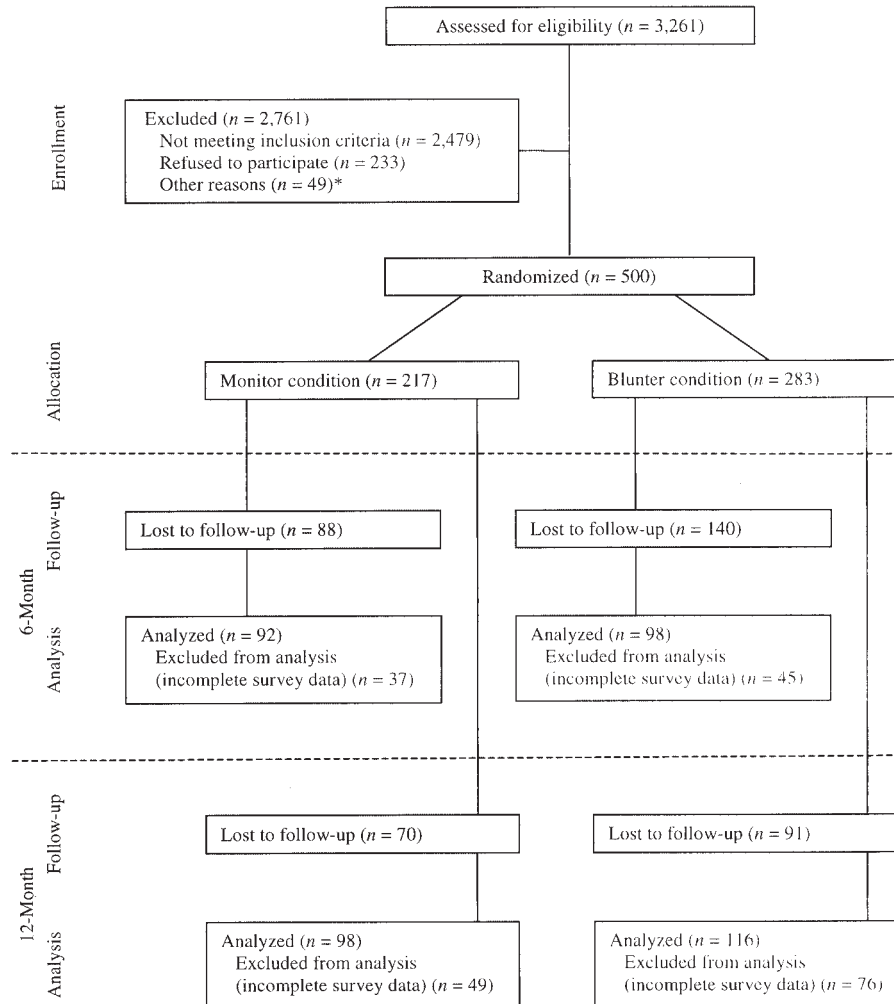 Assessed for eligibility (n = 3,261)
Enrollment
Excluded (n = 2,761)
Not meeting inclusion criteria (n = 2,479)
Refused to participate (n = 233)
Other reasons (n = 49)*
Randomized (n = 500)
Allocation
Monitor condition (n = 217)
Blunter condition (n = 283)
6-Month
Follow-up
Lost to follow-up (n = 88)
Lost to follow-up (n = 140)
Analysis
Analyzed (n = 92)
Excluded from analysis
(incomplete survey data) (n = 37)
Analyzed (n = 98)
Excluded from analysis
(incomplete survey data) (n = 45)
12-Month
Follow-up
Lost to follow-up (n = 70)
Lost to follow-up (n = 91)
Analysis
Analyzed (n = 98)
Excluded from analysis
(incomplete survey data) (n = 49)
Analyzed (n = 116)
Excluded from analysis
(incomplete survey data) (n = 76)